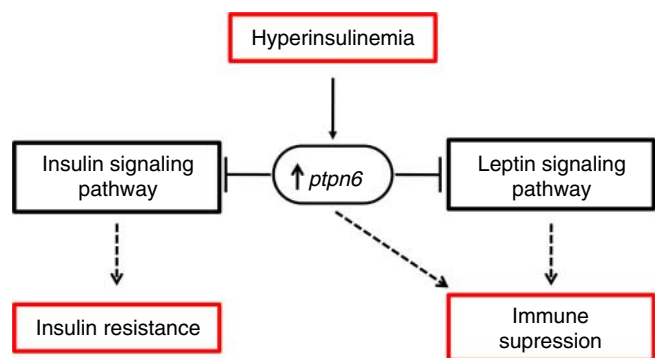 Hyperinsulinemia
Insulin signaling
pathway
↑ ptpn6
Leptin signaling
pathway
Insulin resistance
Immune
supression